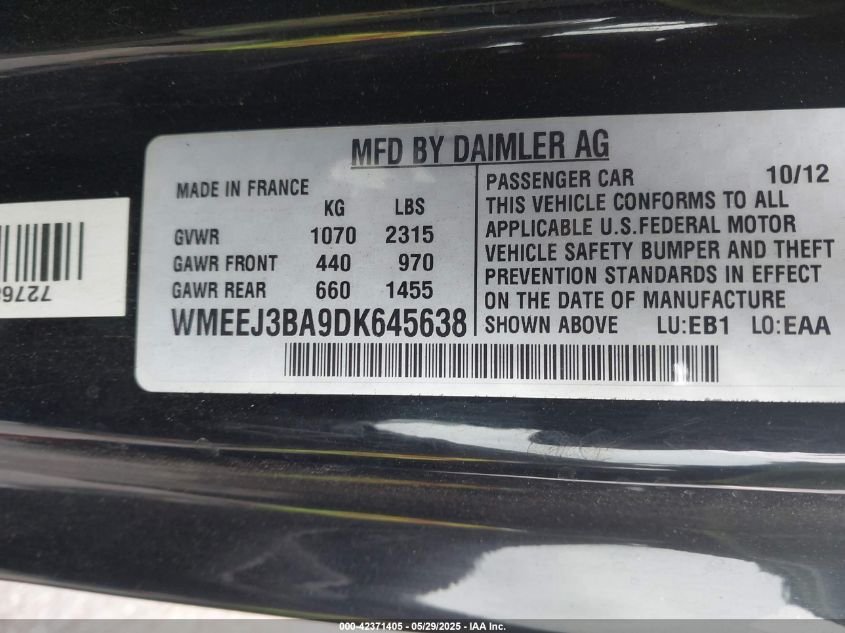 MFD BY DAIMLER AG
MADE IN FRANCE
KG LBS
GVWR 1070 2315
GAWR FRONT 440 970
GAWR REAR 660 1455
WMEEJ3BA9DK645638
PASSENGER CAR 10/12
THIS VEHICLE CONFORMS TO ALL
APPLICABLE U.S.FEDERAL MOTOR
VEHICLE SAFETY BUMPER AND THEFT
PREVENTION STANDARDS IN EFFECT
ON THE DATE OF MANUFACTURE
SHOWN ABOVE LU:EB1 LO:EAA
000-42371405 - 05/29/2025 - IAA Inc.